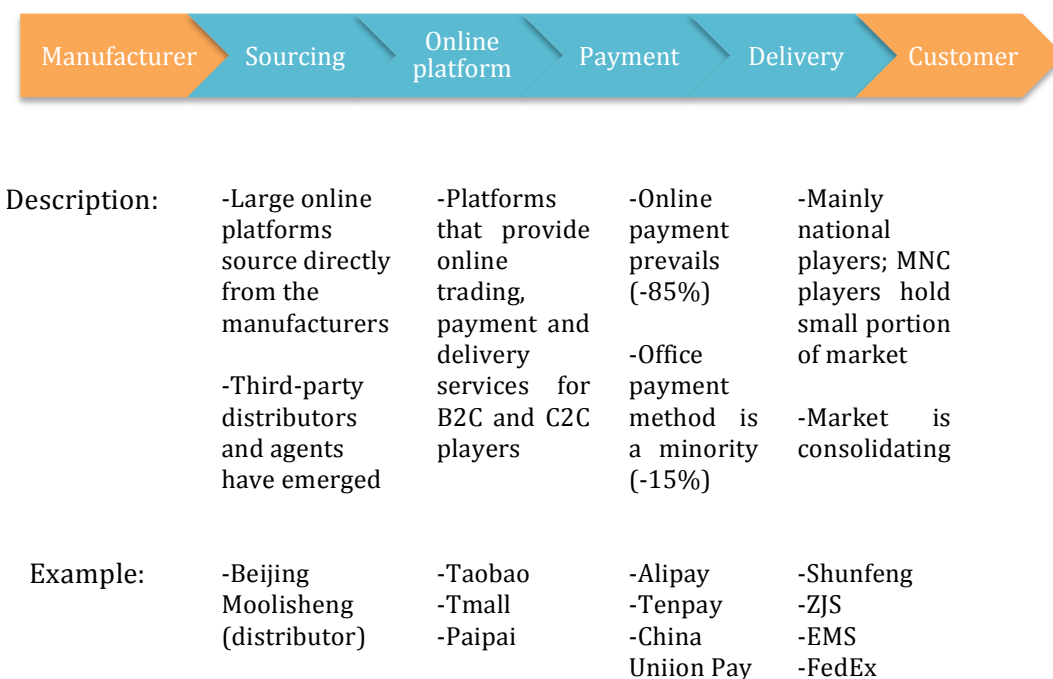 Manufacturer
Sourcing
Online
platform
Payment
Delivery
Customer
Description:
-Large online
platforms
source directly
from the
manufacturers
-Third-party
distributors
and agents
have emerged
-Platforms
that provide
online
trading,
payment and
delivery
services for
B2C and C2C
players
-Online
payment
prevails
(-85%)
-Office
payment
method is
a minority
(-15%)
-Mainly
national
players; MNC
players hold
small portion
of market
-Market is
consolidating
Example:
-Beijing
Moolisheng
(distributor)
-Taobao
-Tmall
-Paipai
-Alipay
-Tenpay
-China
Uniion Pay
-Shunfeng
-ZJS
-EMS
-FedEx